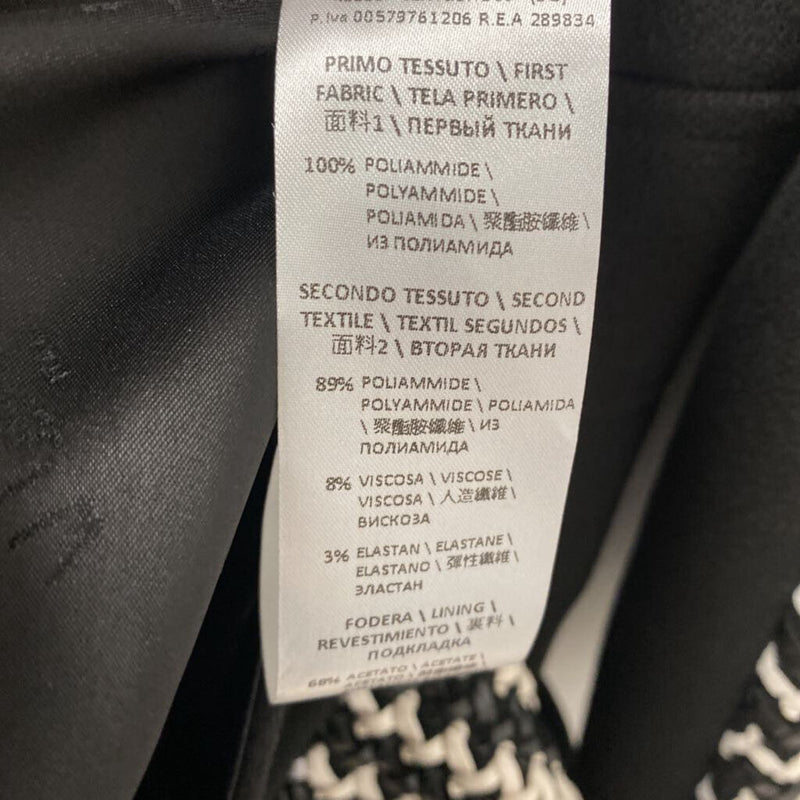 P.Iva 00579761206 R.E.A 289834
PRIMO TESSUTO \ FIRST
FABRIC \ TELA PRIMERO \
面料1 \ ПЕРВЫЙ ТКАНИ
100% POLIAMMIDE \
POLYAMMIDE \
POLIAMIDA \ 聚酯胺纖維 \
ИЗ ПОЛИАМИДА
SECONDO TESSUTO \ SECOND
TEXTILE \ TEXTIL SEGUNDOS \
面料2 \ ВТОРАЯ ТКАНИ
89% POLIAMMIDE \
POLYAMMIDE \ POLIAMIDA
\ 聚酯胺纖維 \ ИЗ
ПОЛИАМИДА
8% VISCOSA \ VISCOSE \
VISCOSA \ 人造纖維 \
ВИСКОЗА
3% ELASTAN \ ELASTANE \
ELASTANO \ 彈性纖維 \
ЭЛАСТАН
FODERA \ LINING \
REVESTIMIENTO \ 裏料 \
ПОДКЛАДКА
68% ACETATO \ ACETATE \
ACETATO \